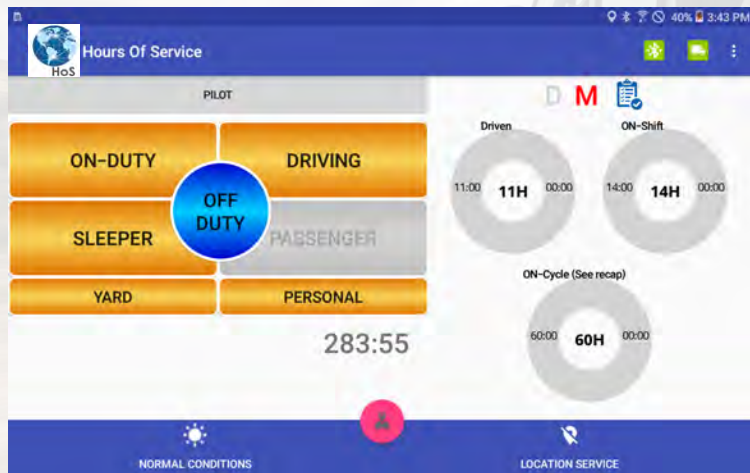 40% 3:43 PM
HoS
Hours Of Service
PILOT
D M
ON-DUTY
DRIVING
OFF
DUTY
SLEEPER
PASSENGER
YARD
PERSONAL
283:55
Driven
11:00 11H 00:00
ON-Shift
14:00 14H 00:00
ON-Cycle (See recap)
60:00 60H 00:00
NORMAL CONDITIONS
LOCATION SERVICE